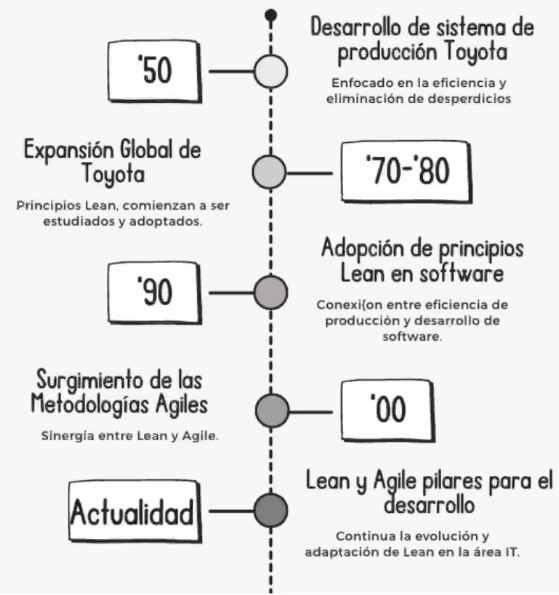 '50
Desarrollo de sistema de
producción Toyota
Enfocado en la eficiencia y
eliminación de desperdicios
Expansión Global de
Toyota
Principios Lean, comienzan a ser
estudiados y adoptados.
'70-'80
'90
Adopción de principios
Lean en software
Conexi{on entre eficiencia de
producción y desarrollo de
software.
Surgimiento de las
Metodologías Agiles
Sinergía entre Lean y Agile.
'00
Actualidad
Lean y Agile pilares para el
desarrollo
Continua la evolución y
adaptación de Lean en la área IT.